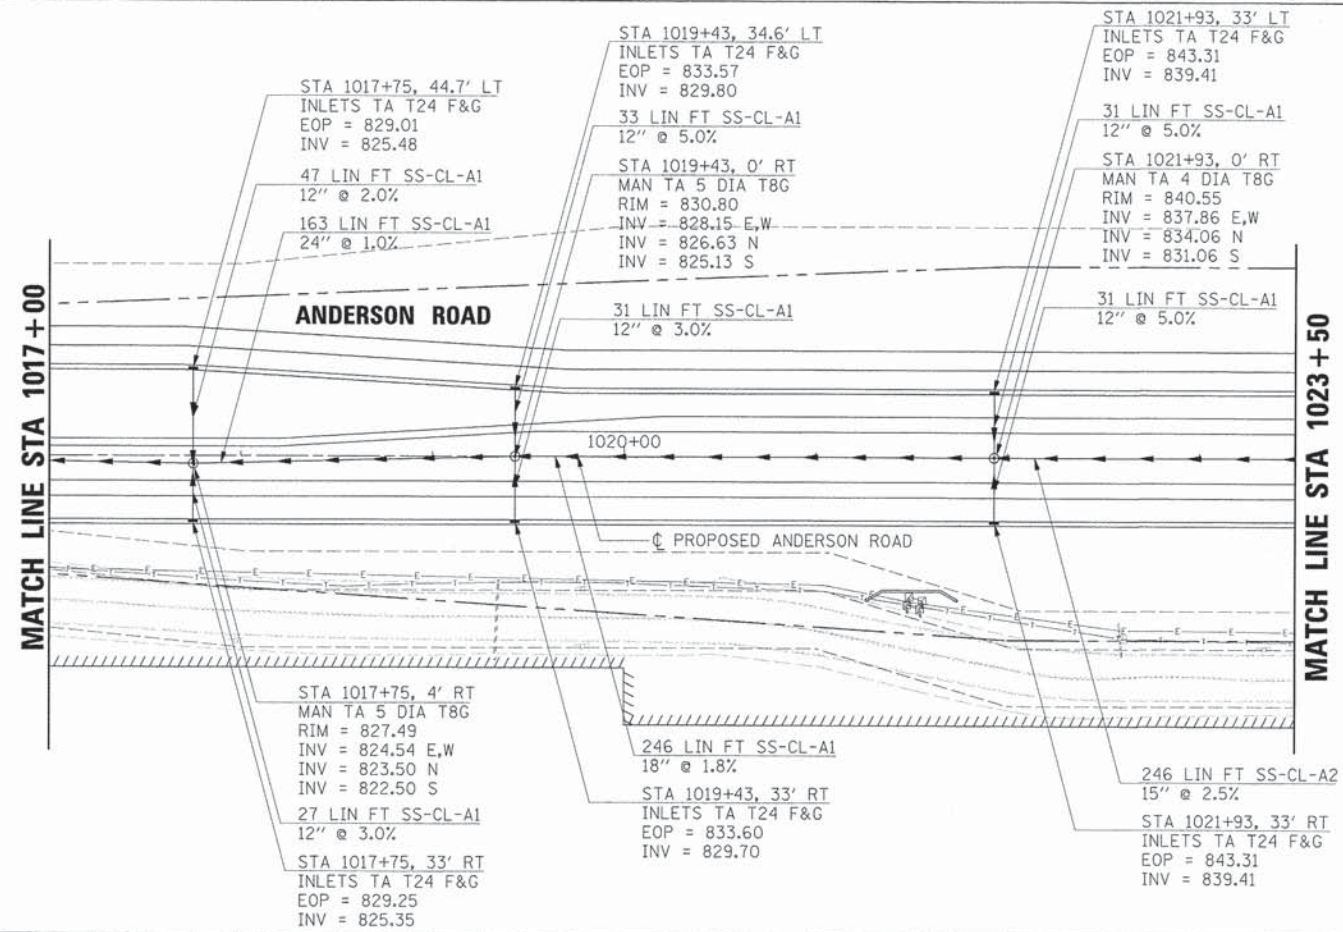 STA 1017+75, 44.7' LT
INLETS TA T24 F&G
EOP = 829.01
INV = 825.48
47 LIN FT SS-CL-A1
12" @ 2.0%
163 LIN FT SS-CL-A1
24" @ 1.0%
STA 1019+43, 34.6' LT
INLETS TA T24 F&G
EOP = 833.57
INV = 829.80
33 LIN FT SS-CL-A1
12" @ 5.0%
STA 1019+43, 0' RT
MAN TA 5 DIA T8G
RIM = 830.80
INV = 828.15 E,W
INV = 826.63 N
INV = 825.13 S
31 LIN FT SS-CL-A1
12" @ 3.0%
STA 1021+93, 33' LT
INLETS TA T24 F&G
EOP = 843.31
INV = 839.41
31 LIN FT SS-CL-A1
12" @ 5.0%
STA 1021+93, 0' RT
MAN TA 4 DIA T8G
RIM = 840.55
INV = 837.86 E,W
INV = 834.06 N
INV = 831.06 S
31 LIN FT SS-CL-A1
12" @ 5.0%
ANDERSON ROAD
MATCH LINE STA 1017+00
1020+00
MATCH LINE STA 1023+50
℄ PROPOSED ANDERSON ROAD
STA 1017+75, 4' RT
MAN TA 5 DIA T8G
RIM = 827.49
INV = 824.54 E,W
INV = 823.50 N
INV = 822.50 S
27 LIN FT SS-CL-A1
12" @ 3.0%
STA 1017+75, 33' RT
INLETS TA T24 F&G
EOP = 829.25
INV = 825.35
246 LIN FT SS-CL-A1
18" @ 1.8%
STA 1019+43, 33' RT
INLETS TA T24 F&G
EOP = 833.60
INV = 829.70
246 LIN FT SS-CL-A2
15" @ 2.5%
STA 1021+93, 33' RT
INLETS TA T24 F&G
EOP = 843.31
INV = 839.41